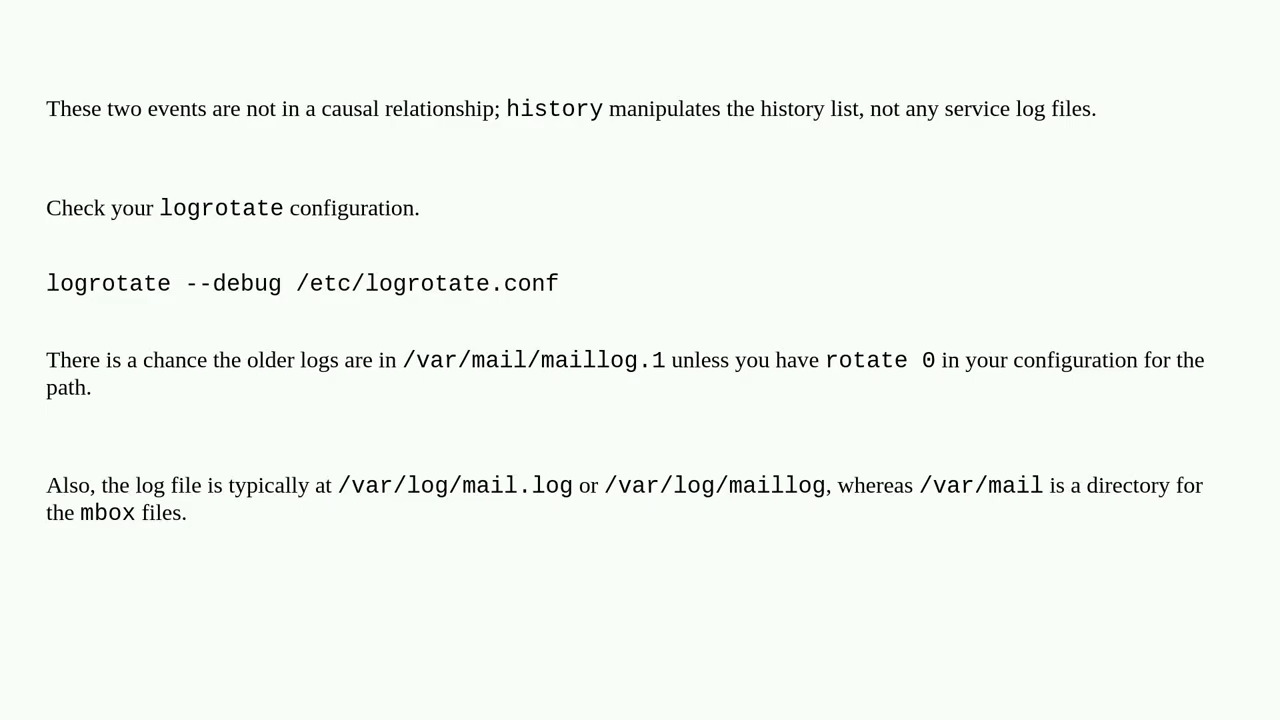 These two events are not in a causal relationship; history manipulates the history list, not any service log files.
Check your logrotate configuration.
logrotate --debug /etc/logrotate.conf
There is a chance the older logs are in /var/mail/maillog.1 unless you have rotate 0 in your configuration for the
path.
Also, the log file is typically at /var/log/mail.log or /var/log/maillog, whereas /var/mail is a directory for
the mbox files.